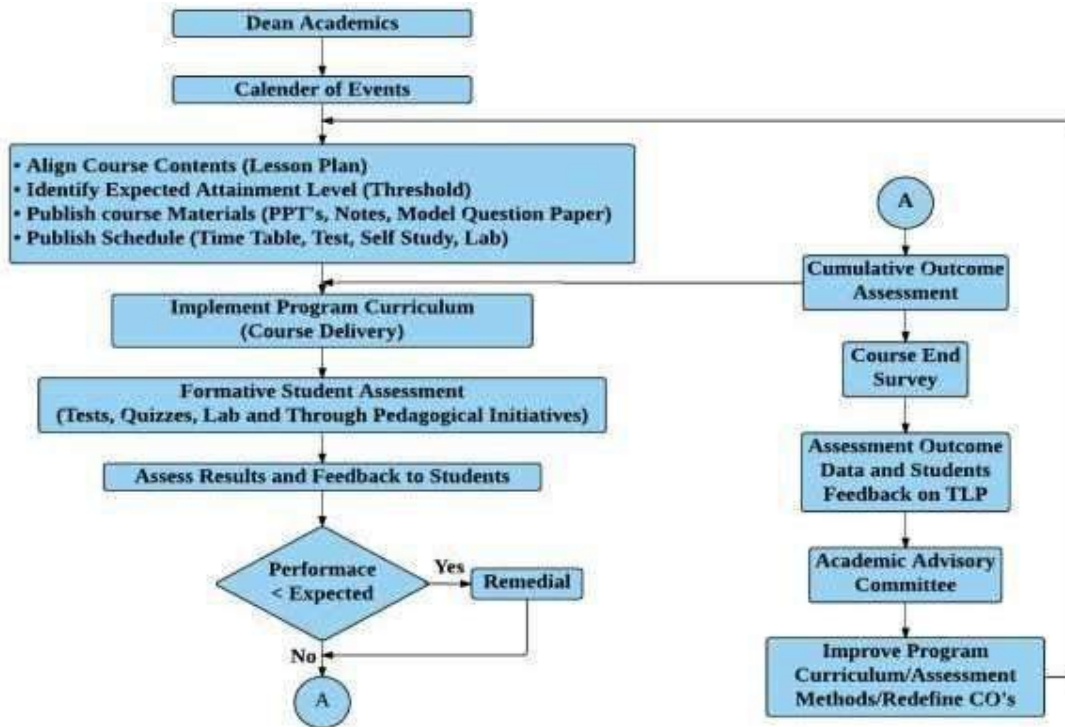 Dean Academics
Calender of Events
• Align Course Contents (Lesson Plan)
• Identify Expected Attainment Level (Threshold)
• Publish course Materials (PPT's, Notes, Model Question Paper)
• Publish Schedule (Time Table, Test, Self Study, Lab)
Implement Program Curriculum
(Course Delivery)
Formative Student Assessment
(Tests, Quizzes, Lab and Through Pedagogical Initiatives)
Assess Results and Feedback to Students
Performace
< Expected
Yes
Remedial
No
A
A
Cumulative Outcome
Assessment
Course End
Survey
Assessment Outcome
Data and Students
Feedback on TLP
Academic Advisory
Committee
Improve Program
Curriculum/Assessment
Methods/Redefine CO's